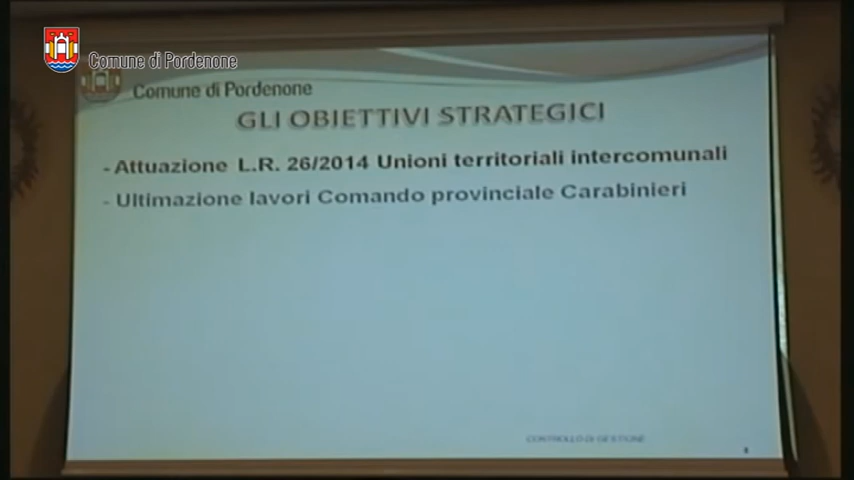 Comune di Pordenone
Comune di Pordenone
GLI OBIETTIVI STRATEGICI
- Attuazione L.R. 26/2014 Unioni territoriali intercomunali
- Ultimazione lavori Comando provinciale Carabinieri
CONTROLLO DI GESTIONE